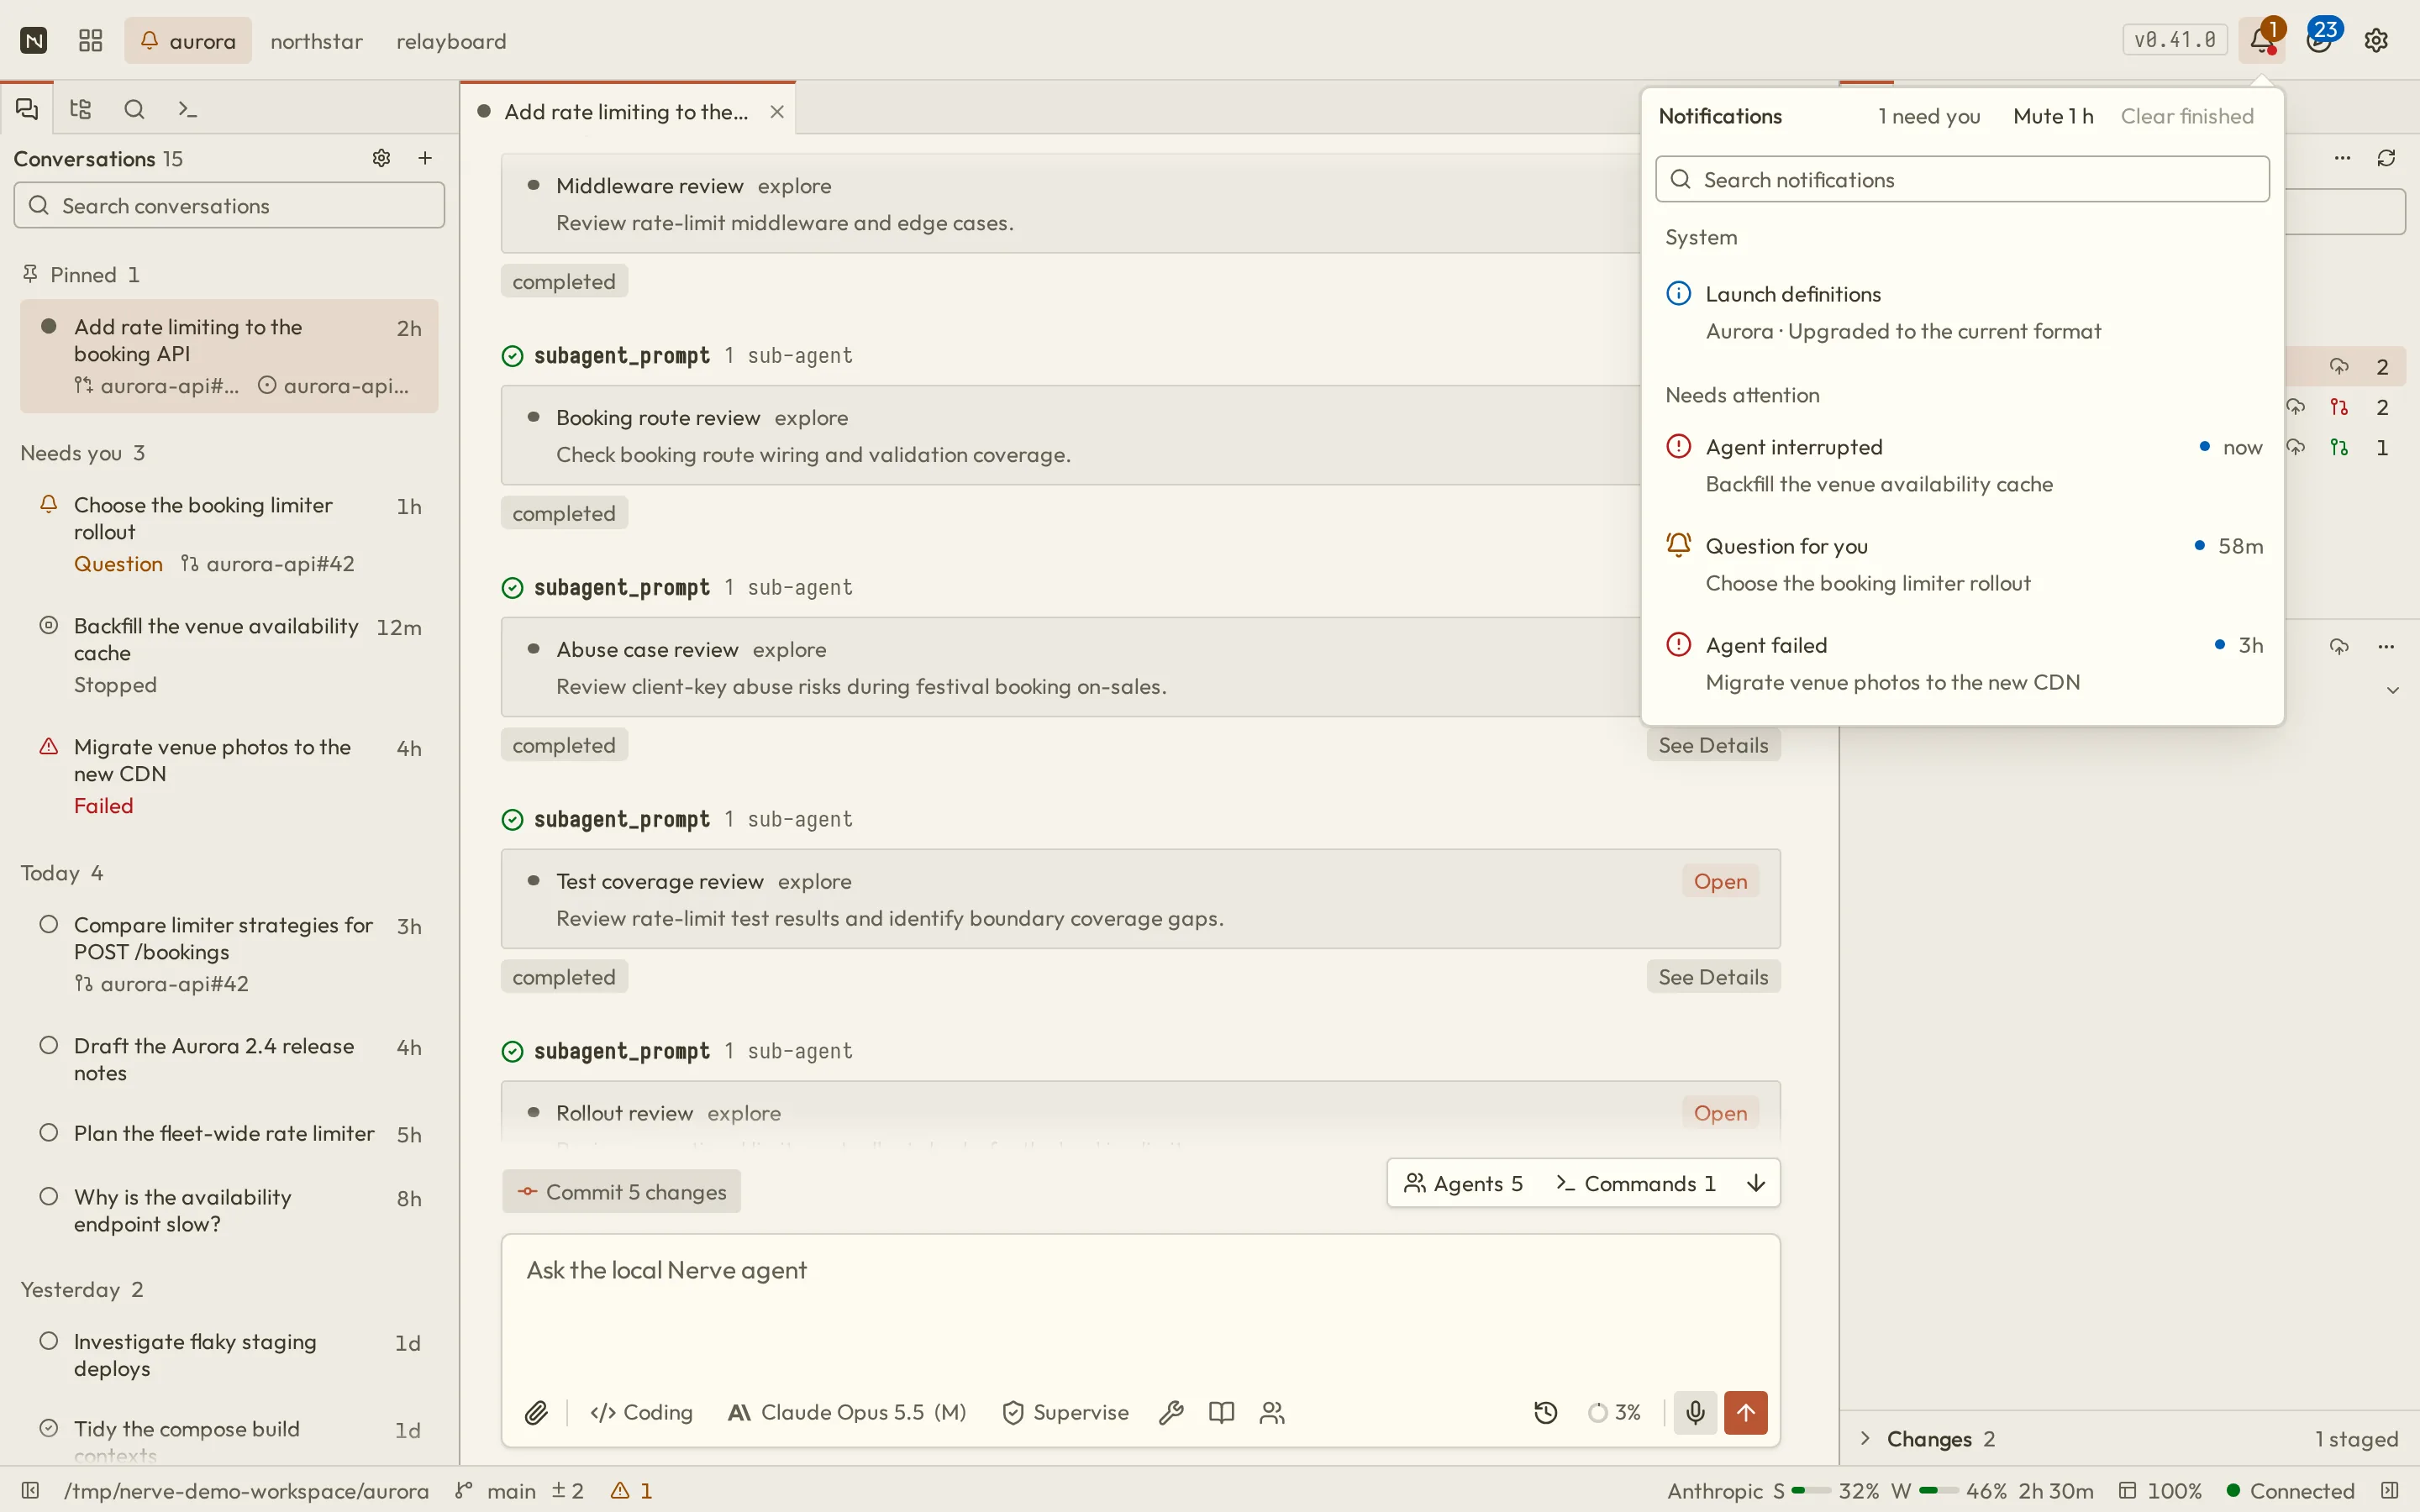 aurora
northstar
relayboard
v0.41.0
1
23
Conversations 15
Search conversations
Pinned 1
Add rate limiting to the booking API
2h
aurora-api#...
aurora-api...
Needs you 3
Choose the booking limiter rollout
1h
Question
aurora-api#42
Backfill the venue availability cache
12m
Stopped
Migrate venue photos to the new CDN
4h
Failed
Today 4
Compare limiter strategies for POST /bookings
3h
aurora-api#42
Draft the Aurora 2.4 release notes
4h
Plan the fleet-wide rate limiter
5h
Why is the availability endpoint slow?
8h
Yesterday 2
Investigate flaky staging deploys
1d
Tidy the compose build contexts
1d
Add rate limiting to the...
Middleware review explore
Review rate-limit middleware and edge cases.
completed
subagent_prompt 1 sub-agent
Booking route review explore
Check booking route wiring and validation coverage.
completed
subagent_prompt 1 sub-agent
Abuse case review explore
Review client-key abuse risks during festival booking on-sales.
completed
See Details
subagent_prompt 1 sub-agent
Test coverage review explore
Open
Review rate-limit test results and identify boundary coverage gaps.
completed
See Details
subagent_prompt 1 sub-agent
Rollout review explore
Open
Commit 5 changes
Agents 5
Commands 1
Ask the local Nerve agent
Coding
Claude Opus 5.5 (M)
Supervise
3%
Notifications
1 need you
Mute 1 h
Clear finished
Search notifications
System
Launch definitions
Aurora · Upgraded to the current format
Needs attention
Agent interrupted
now
Backfill the venue availability cache
Question for you
58m
Choose the booking limiter rollout
Agent failed
3h
Migrate venue photos to the new CDN
2
2
1
Changes 2
1 staged
/tmp/nerve-demo-workspace/aurora
main
±2
1
Anthropic S 32% W 46% 2h 30m
100%
Connected